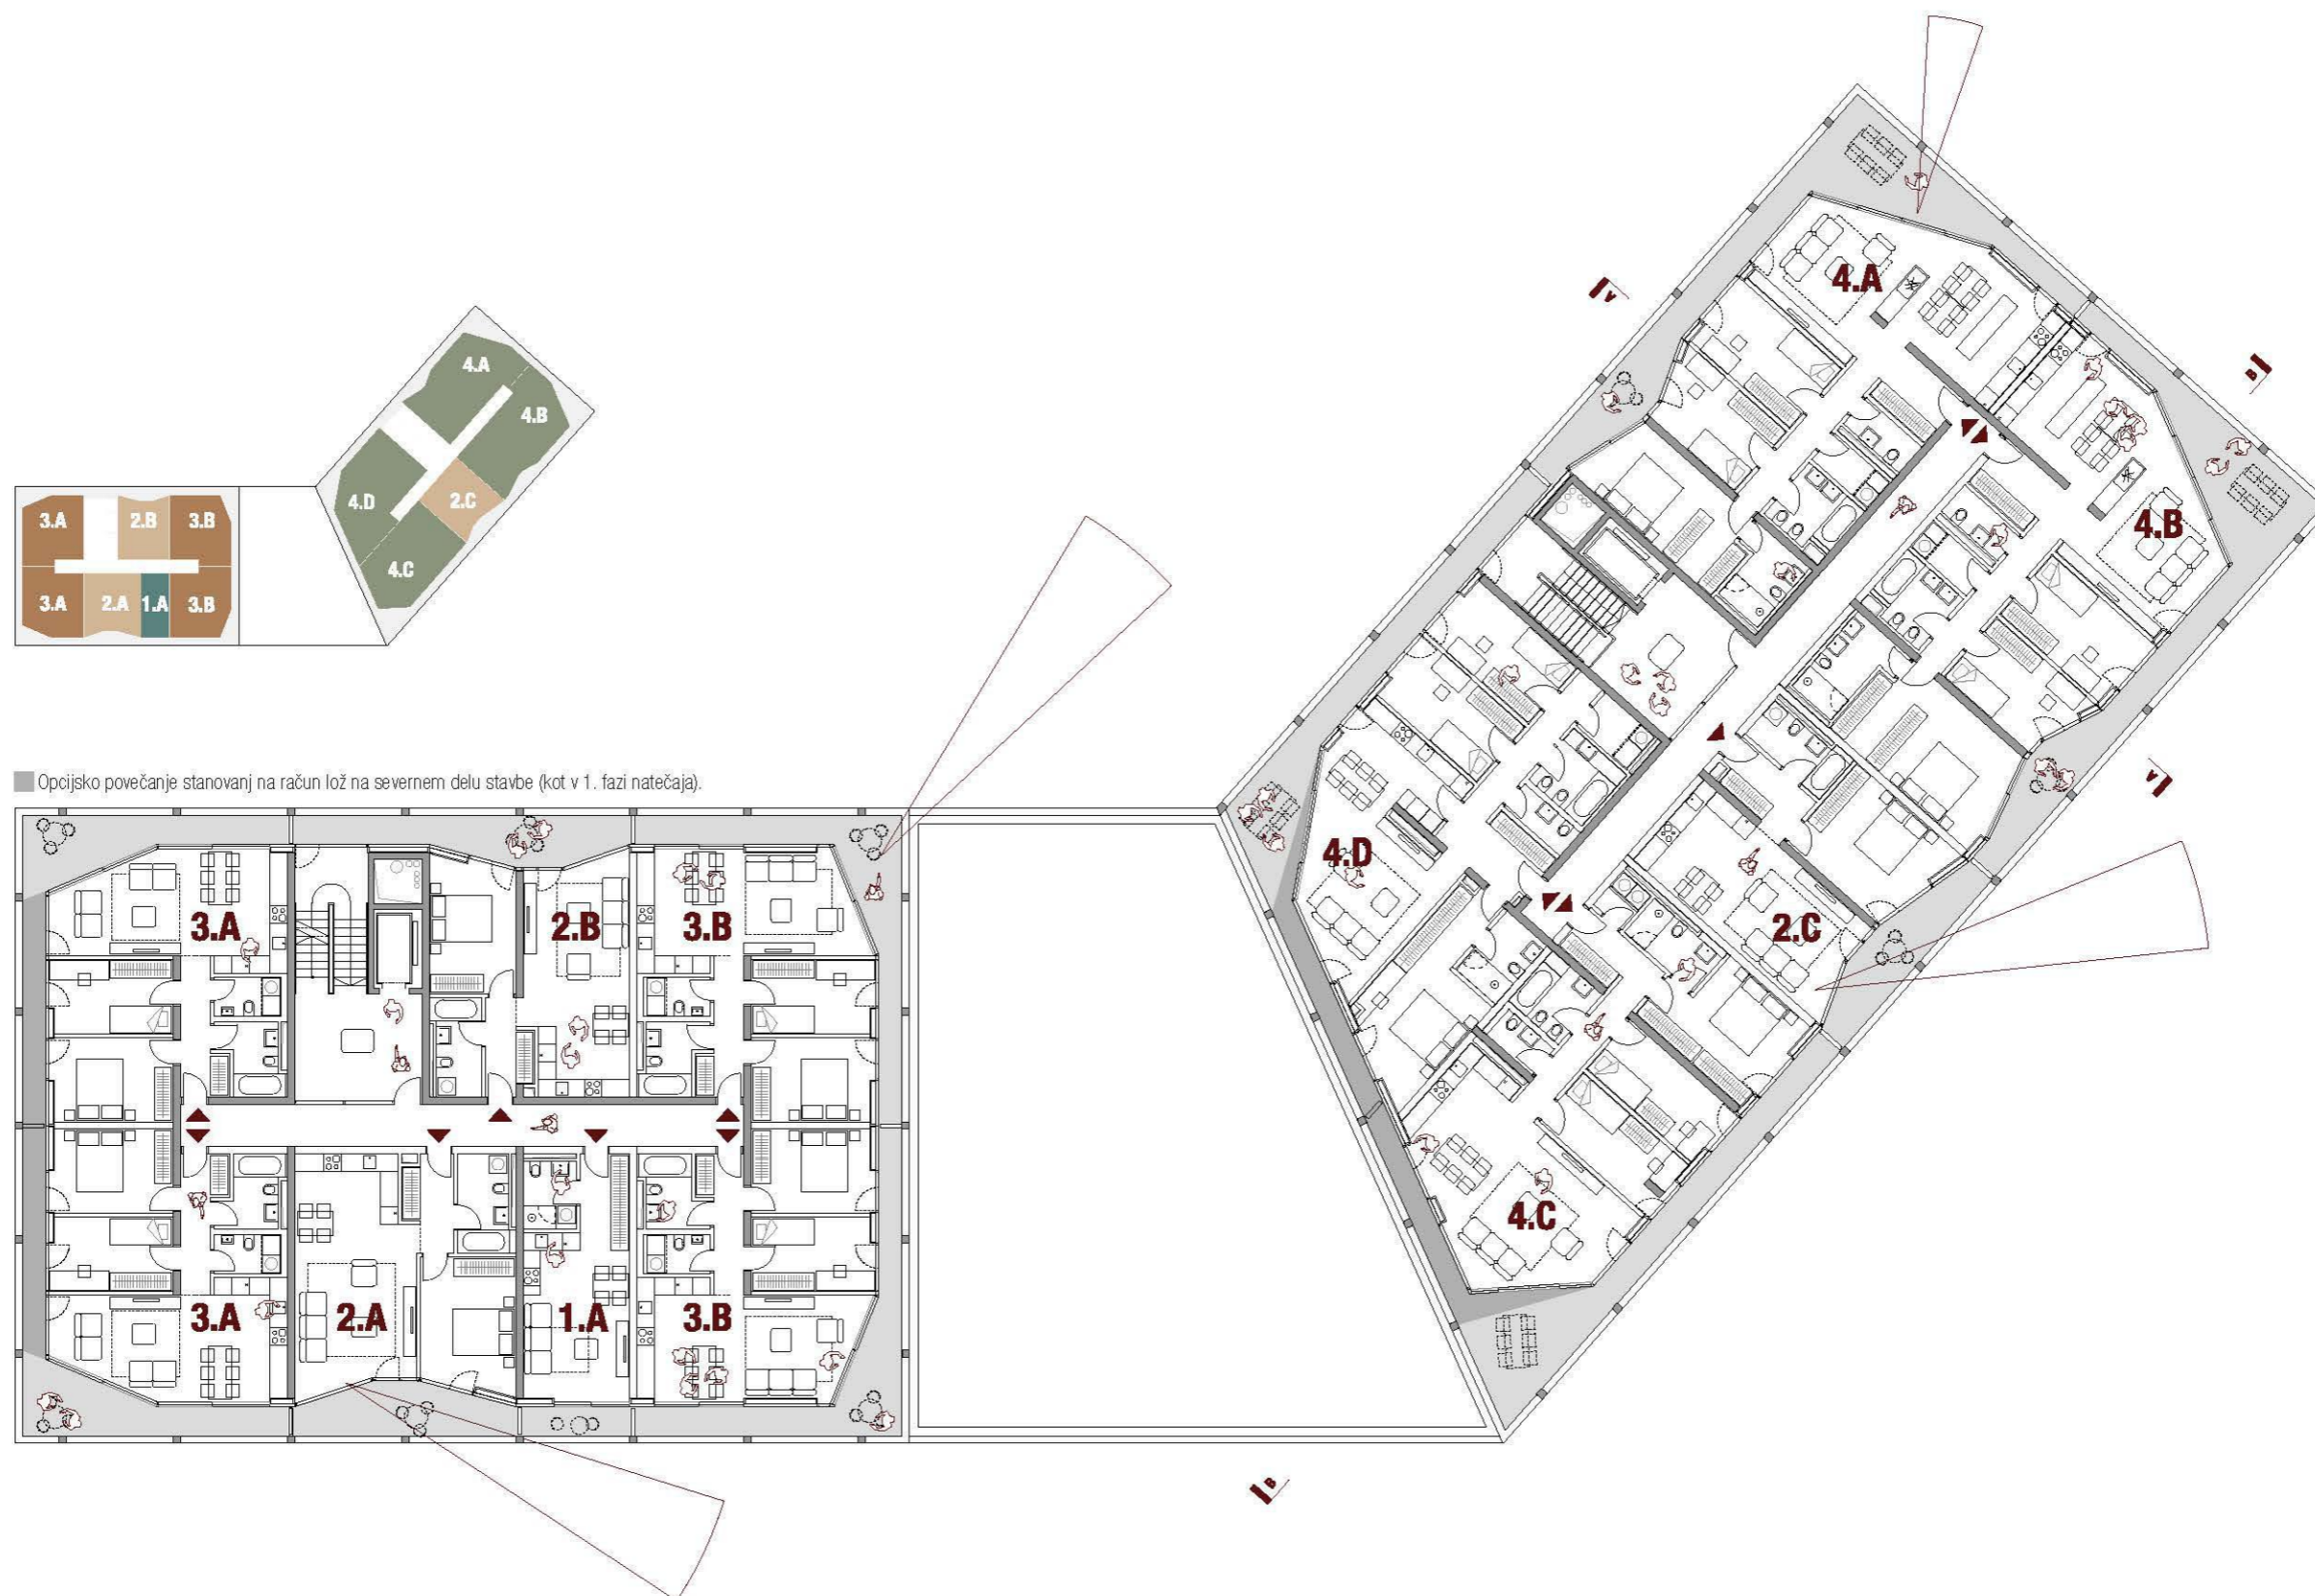 4.A
4.B
4.D
2.C
4.C
3.A
2.B
3.B
3.A
2.A
1.A
3.B
Opcijsko povečanje stanovanj na račun lož na severnem delu stavbe (kot v 1. fazi natečaja).
V
4.A
B
4.B
V
4.D
2.C
4.C
3.A
2.B
3.B
3.A
2.A
1.A
3.B
B